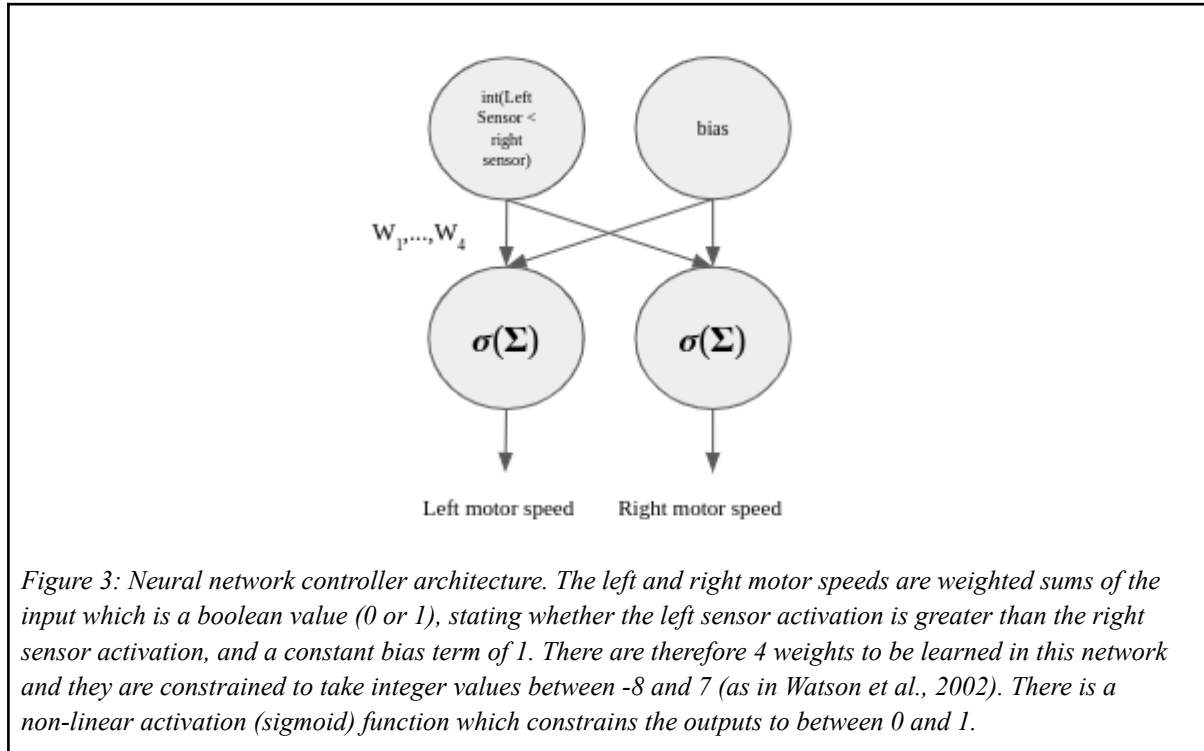 int(Left
Sensor <
right
sensor)
bias
W1,...,W4
σ(Σ)
σ(Σ)
Left motor speed
Right motor speed
Figure 3: Neural network controller architecture. The left and right motor speeds are weighted sums of the
input which is a boolean value (0 or 1), stating whether the left sensor activation is greater than the right
sensor activation, and a constant bias term of 1. There are therefore 4 weights to be learned in this network
and they are constrained to take integer values between -8 and 7 (as in Watson et al., 2002). There is a
non-linear activation (sigmoid) function which constrains the outputs to between 0 and 1.